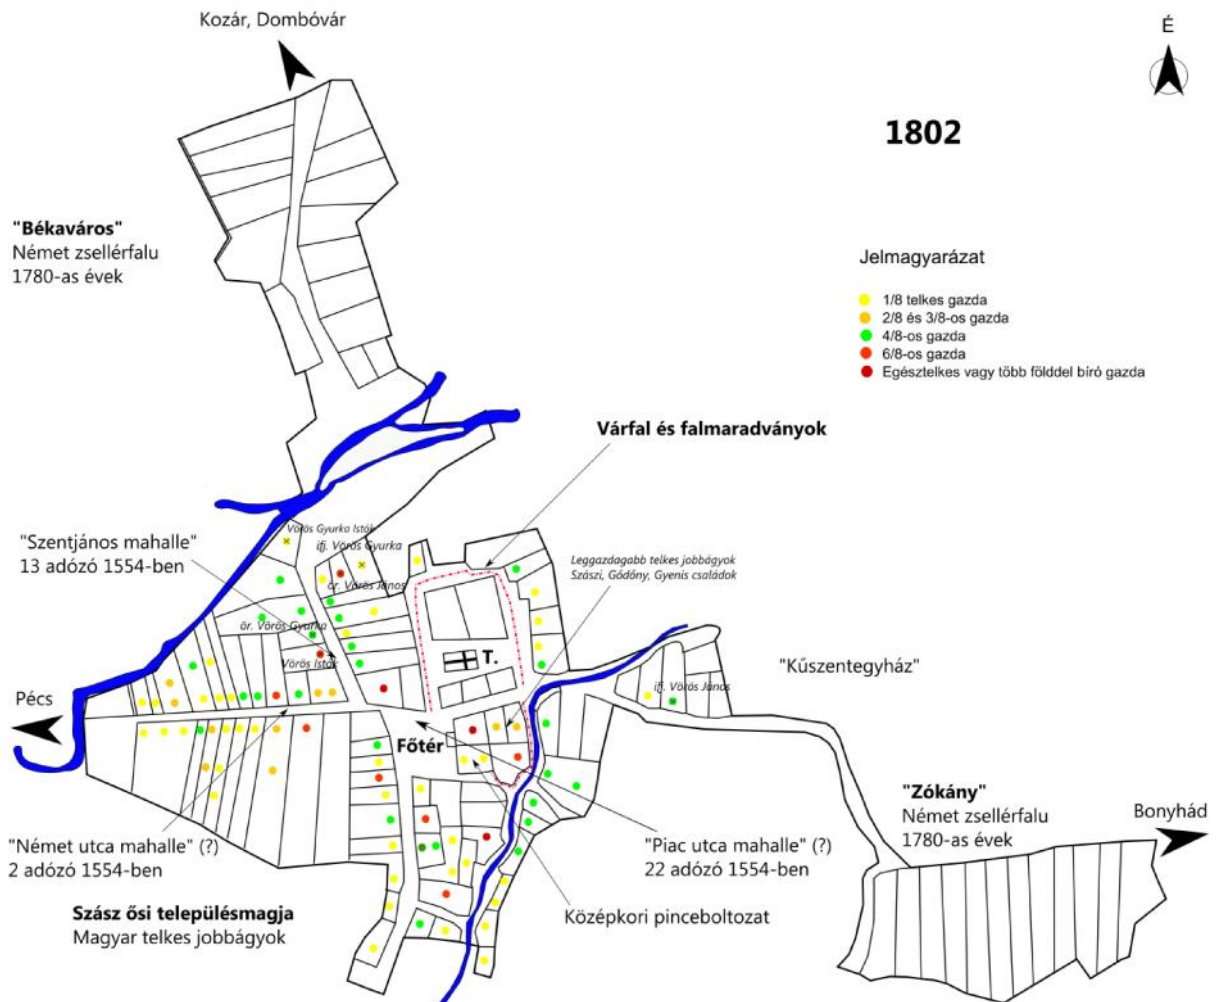 Kozár, Dombóvár
É
1802
"Békaváros"
Német zsellérfalu
1780-as évek
Jelmagyarázat
1/8 telkes gazda
2/8 és 3/8-os gazda
4/8-os gazda
6/8-os gazda
Egésztelkes vagy több földdel bíró gazda
Várfal és falmaradványok
"Szentjános mahalle"
13 adózó 1554-ben
Vörös Gyurka Istók
ifj. Vörös Gyurka
Leggazdagabb telkes jobbágyok
Szászi, Gödőny, Gyenis családok
ör. Vörös János
ör. Vörös Gyurka
Vörös Istók
T.
"Kűszentegyház"
ifj. Vörös János
Pécs
Főtér
"Zókány"
Német zsellérfalu
1780-as évek
Bonyhád
"Német utca mahalle" (?)
2 adózó 1554-ben
"Piac utca mahalle" (?)
22 adózó 1554-ben
Szász ősi településmagja
Magyar telkes jobbágyok
Középkori pinceboltozat